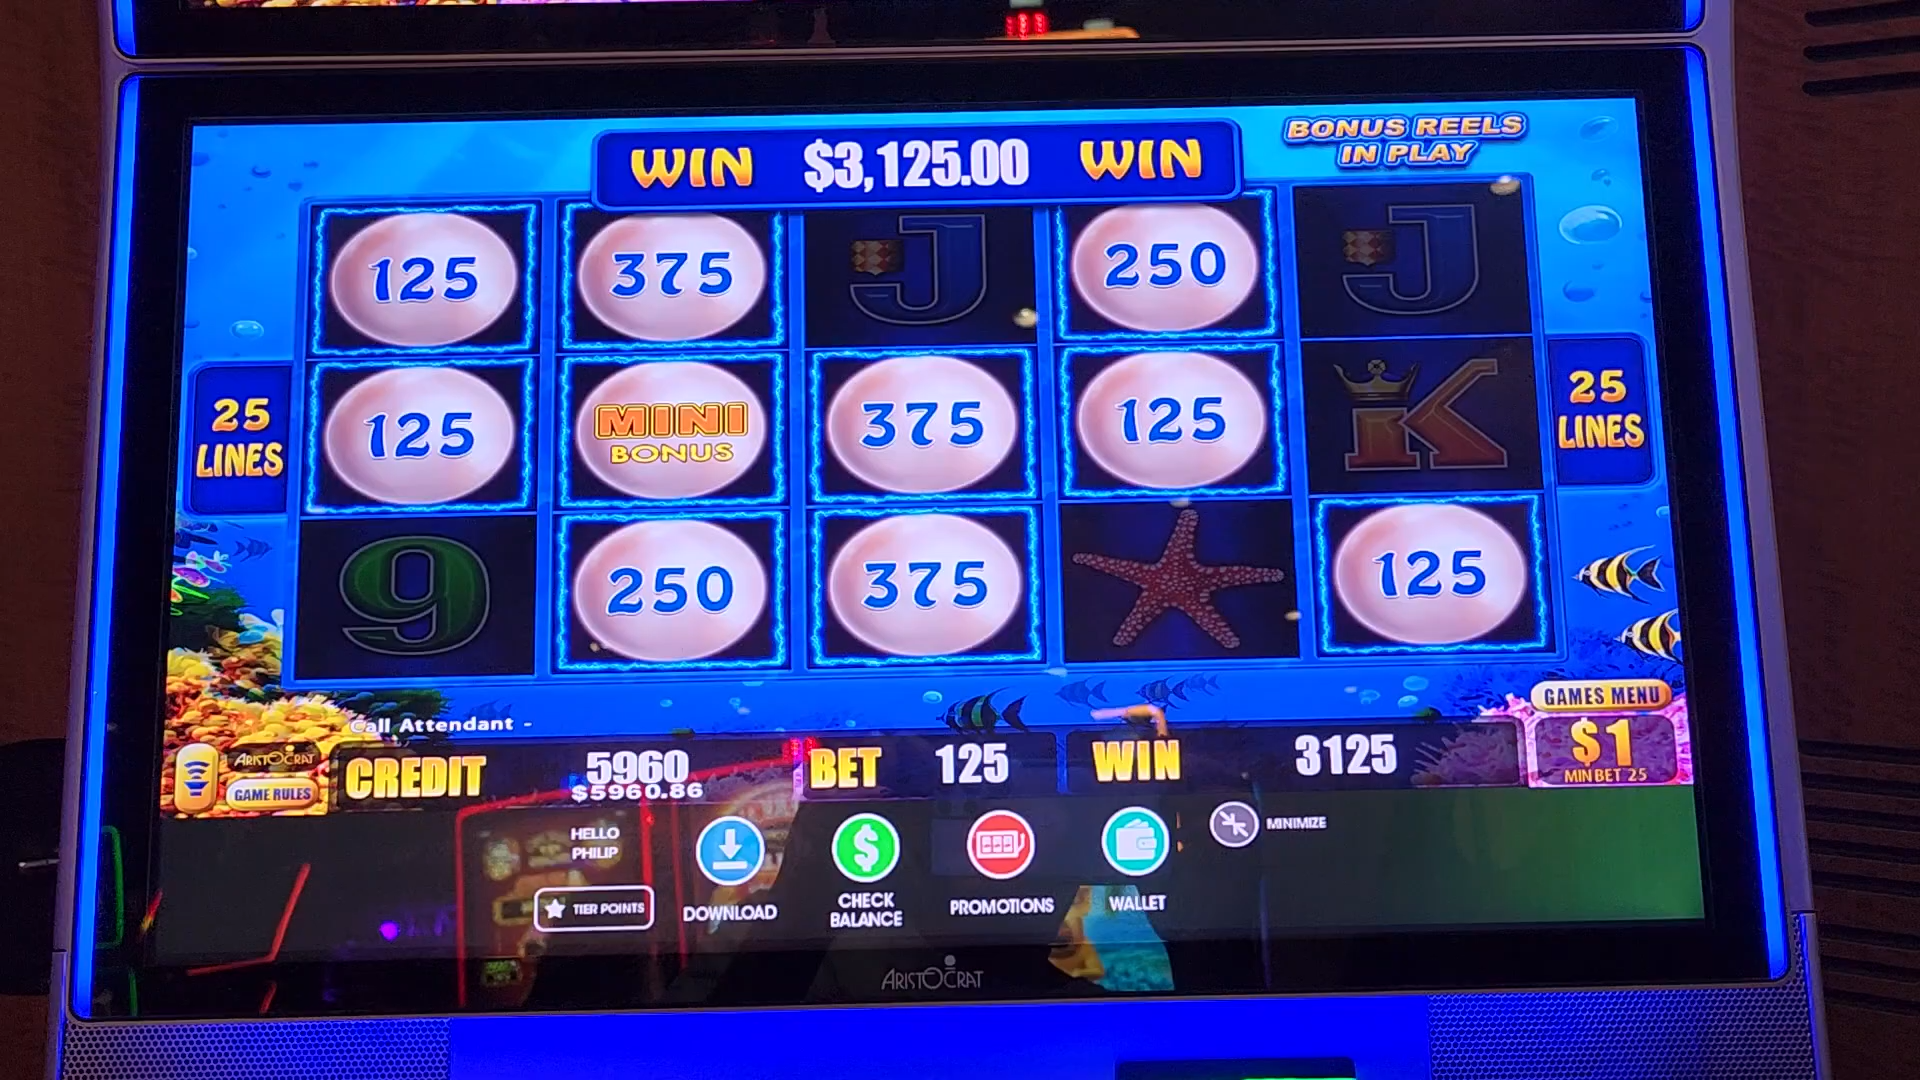 WIN $3,125.00 WIN
BONUS REELS
IN PLAY
125 375 J 250 J
125 MINI
BONUS 375 125 K
9 250 375 125
25
LINES
25
LINES
Call Attendant -
GAMES MENU
ARISTOCRAT
GAME RULES
CREDIT 5960
$5960.86
BET 125
WIN 3125
$1
MIN BET 25
HELLO
PHILIP
TIER POINTS
DOWNLOAD
CHECK
BALANCE
PROMOTIONS
WALLET
MINIMIZE
ARISTOCRAT